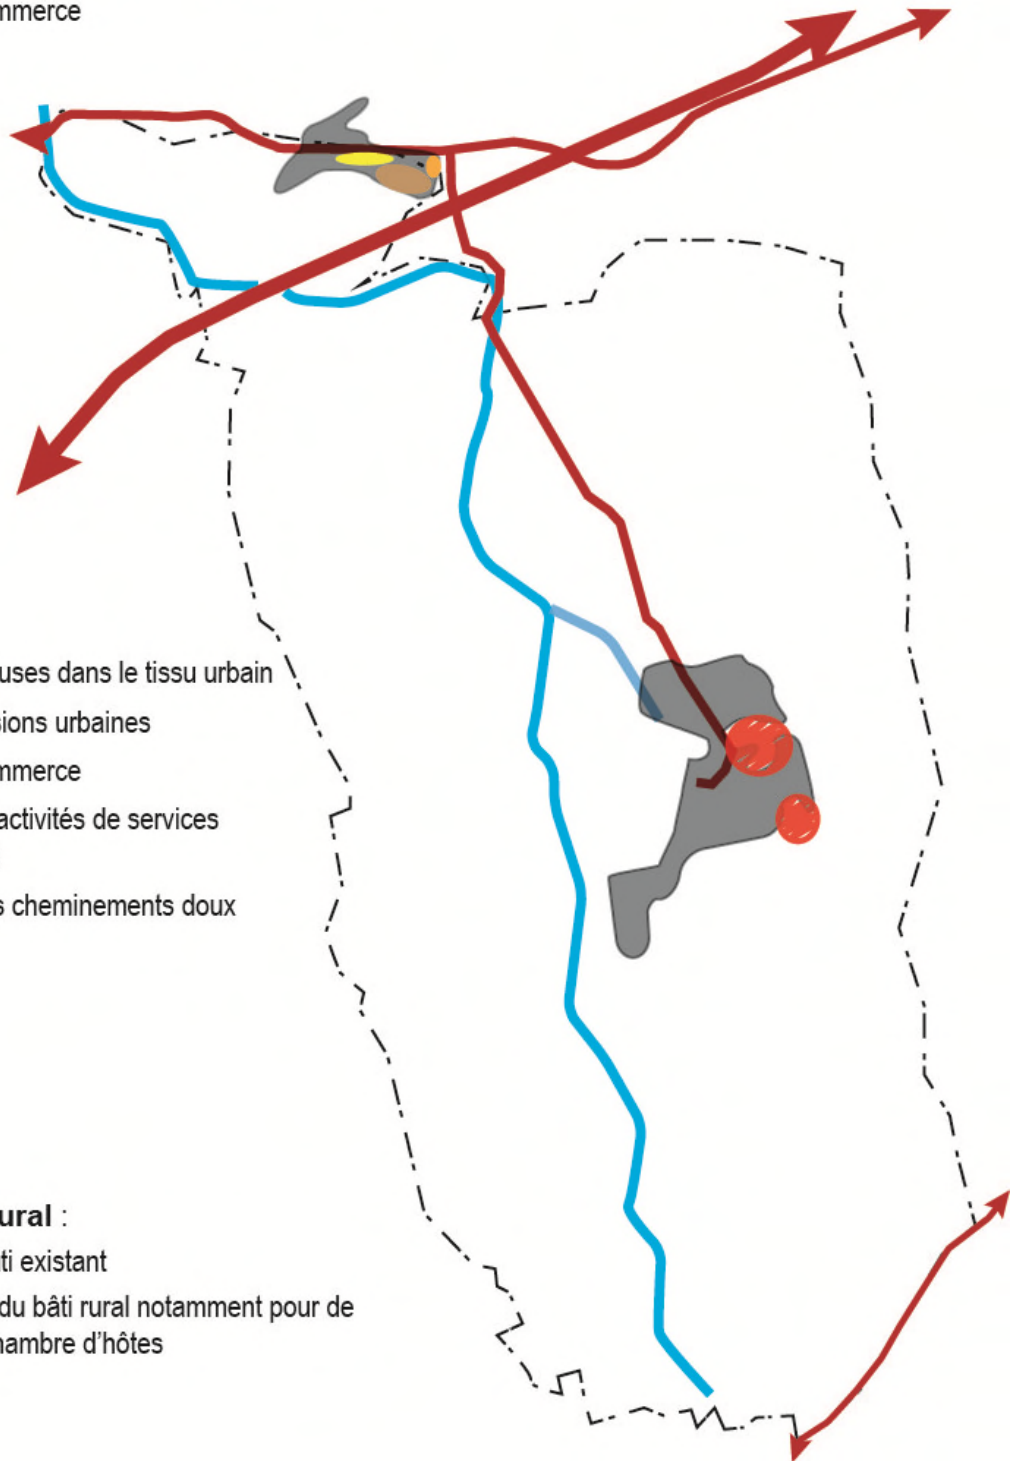 mmerce
uses dans le tissu urbain
sions urbaines
mmerce
activités de services
s cheminements doux
ural :
ti existant
du bâti rural notamment pour de
hambre d'hôtes